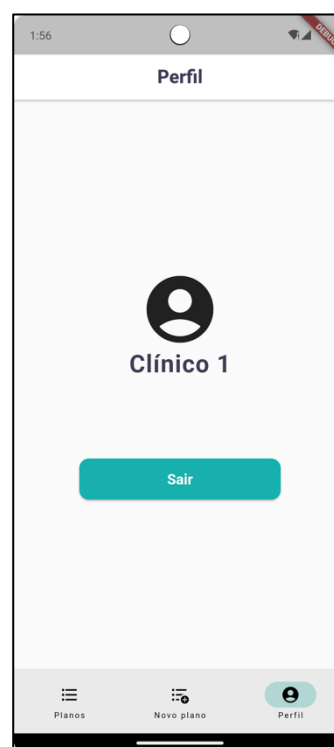 1:56
DEBUG
Perfil
Clínico 1
Sair
Planos
Novo plano
Perfil